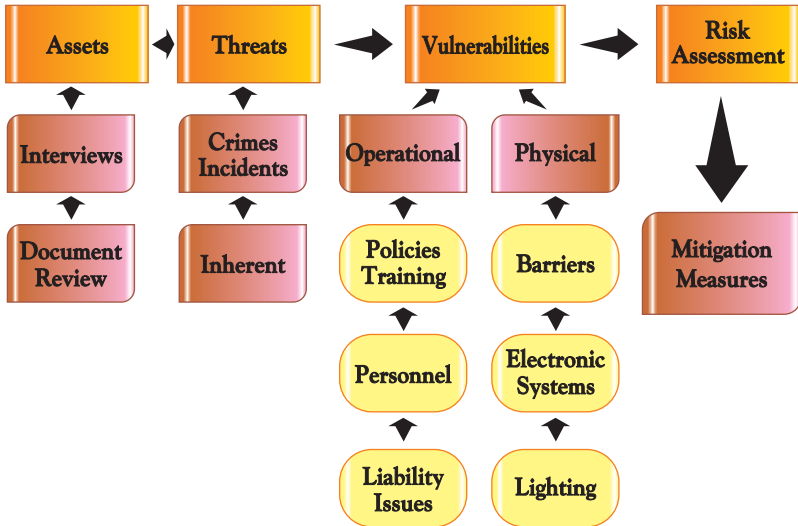 Assets
Threats
Vulnerabilities
Risk
Assessment
Interviews
Crimes
Incidents
Operational
Physical
Document
Review
Inherent
Policies
Training
Barriers
Mitigation
Measures
Personnel
Electronic
Systems
Liability
Issues
Lighting